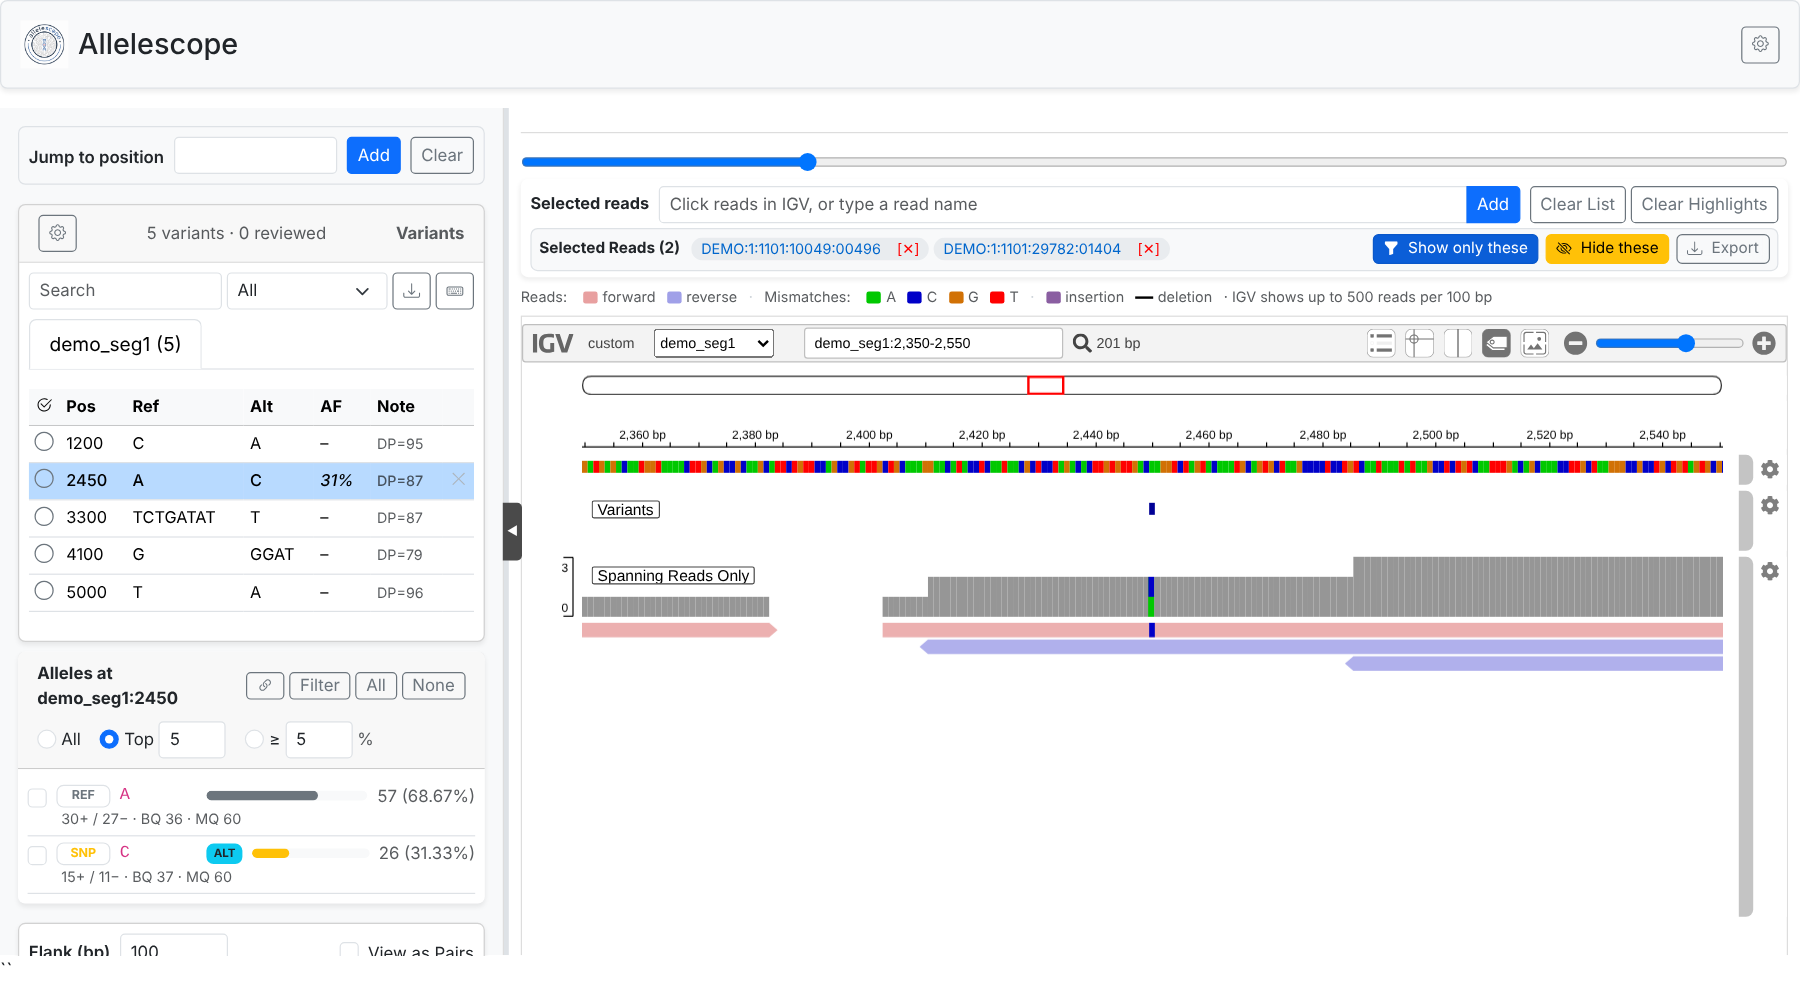 Allelescope
Jump to position Add Clear
5 variants · 0 reviewed Variants
Search All
demo_seg1 (5)
Pos Ref Alt AF Note
1200 C A – DP=95
2450 A C 31% DP=87
3300 TCTGATAT T – DP=87
4100 G GGAT – DP=79
5000 T A – DP=96
Alleles at
demo_seg1:2450
Filter All None
All Top 5 ≥ 5 %
REF A 57 (68.67%)
30+ / 27− · BQ 36 · MQ 60
SNP C ALT 26 (31.33%)
15+ / 11− · BQ 37 · MQ 60
Flank (bp) 100 View as Pairs
Selected reads Click reads in IGV, or type a read name Add Clear List Clear Highlights
Selected Reads (2) DEMO:1:1101:10049:00496 [×] DEMO:1:1101:29782:01404 [×] Show only these Hide these Export
Reads: forward reverse · Mismatches: A C G T · insertion deletion · IGV shows up to 500 reads per 100 bp
IGV custom demo_seg1 demo_seg1:2,350-2,550 201 bp
2,360 bp 2,380 bp 2,400 bp 2,420 bp 2,440 bp 2,460 bp 2,480 bp 2,500 bp 2,520 bp 2,540 bp
Variants
3
Spanning Reads Only
0
``